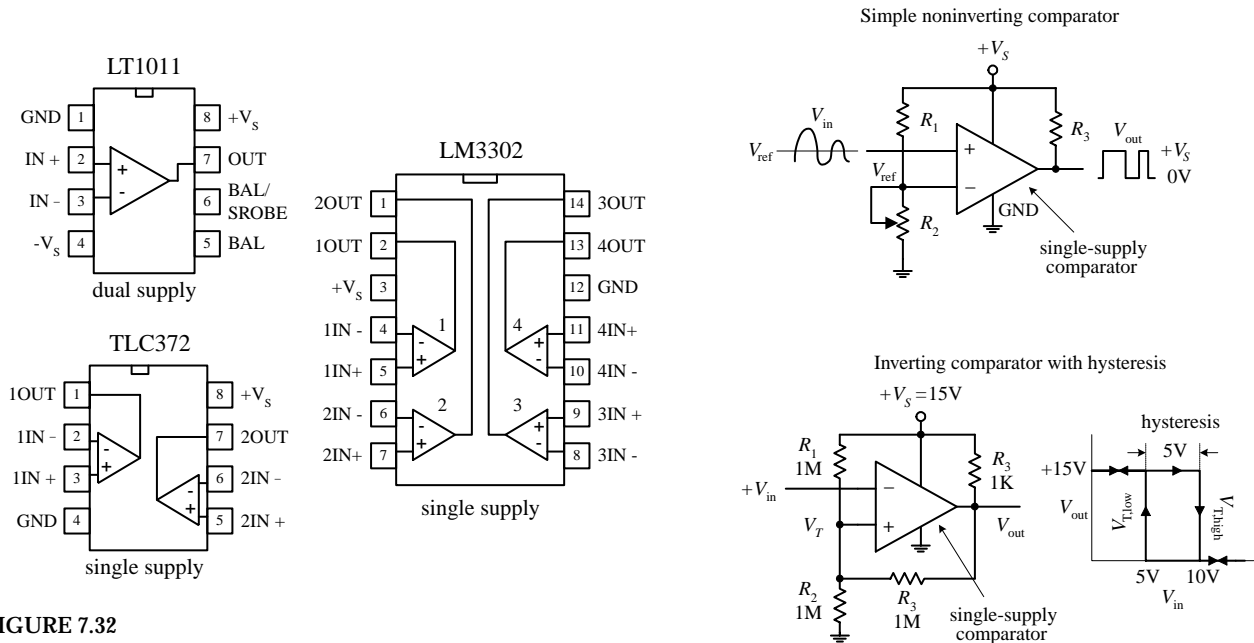 LT1011
GND 1
8 +VS
IN + 2
7 OUT
IN - 3
6 BAL/
SROBE
-VS 4
5 BAL
+
-
dual supply
TLC372
1OUT 1
8 +VS
1IN - 2
7 2OUT
1IN + 3
6 2IN -
GND 4
5 2IN +
-
+
-
+
single supply
LM3302
2OUT 1
14 3OUT
1OUT 2
13 4OUT
+VS 3
12 GND
1IN - 4
11 4IN+
1IN+ 5
10 4IN -
2IN - 6
9 3IN +
2IN+ 7
8 3IN -
1
4
2
3
-
+
+
-
-
+
+
-
single supply
IGURE 7.32
Simple noninverting comparator
+VS
Vin
R1
R3
Vout
+VS
0V
Vref
Vref
+
−
GND
R2
single-supply
comparator
Inverting comparator with hysteresis
+VS =15V
R1
1M
R3
1K
+Vin
−
VT
+
Vout
R2
1M
R3
1M
single-supply
comparator
hysteresis
5V
+15V
Vout
VT,low
VT,high
5V
10V
Vin